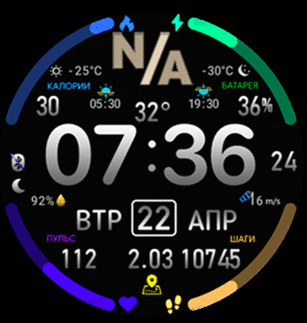 N/A
-25°C -30°C
КАЛОРИИ 05:30 19:30 БАТАРЕЯ
30 32° 36%
07:36 24
92% 6 m/s
ВТР 22 АПР
ПУЛЬС ШАГИ
112 2.03 10745